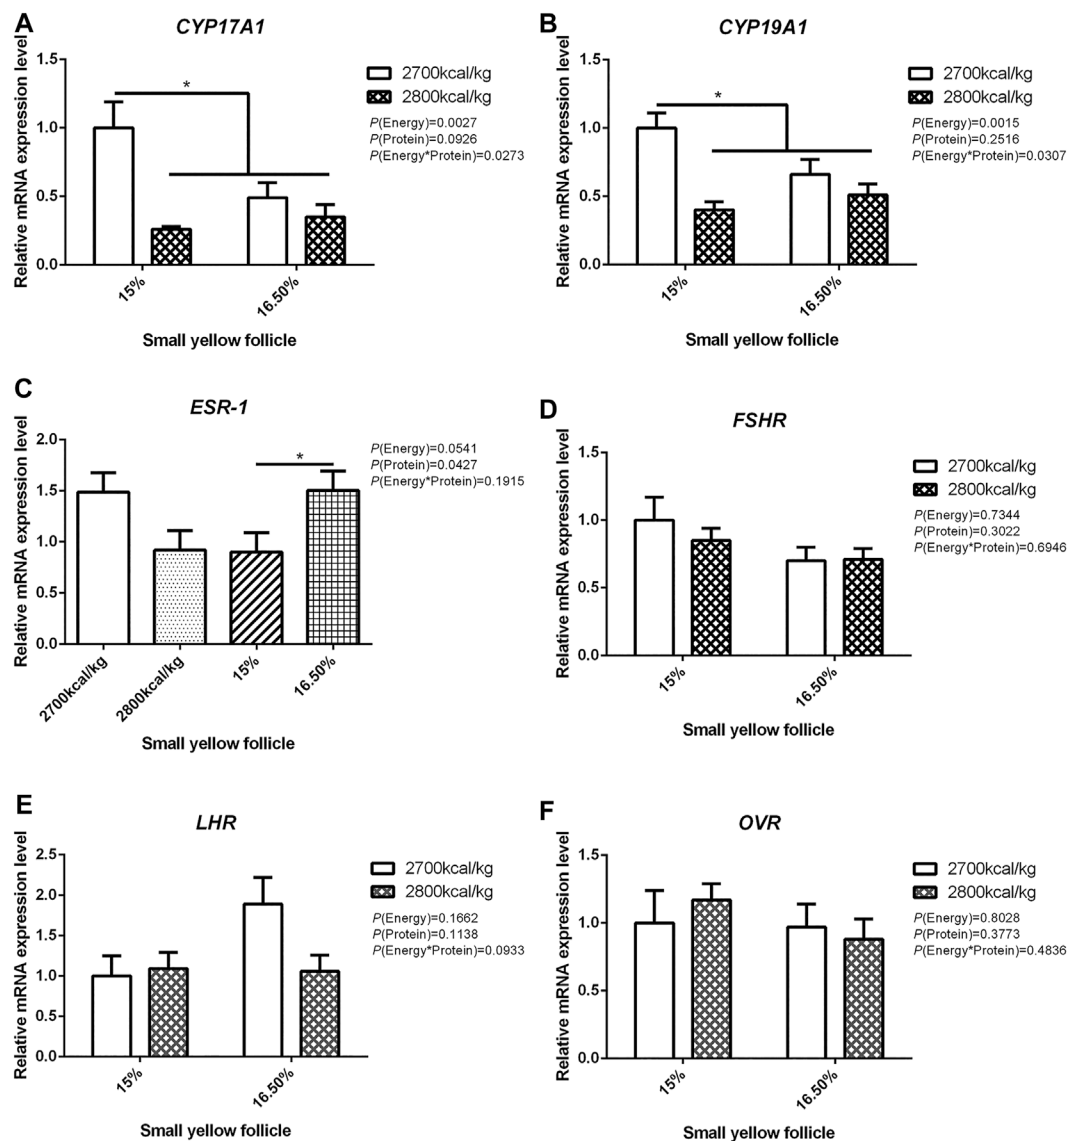 A
CYP17A1
Relative mRNA expression level
1.5
1.0
0.5
0.0
*
2700kcal/kg
2800kcal/kg
P(Energy)=0.0027
P(Protein)=0.0926
P(Energy*Protein)=0.0273
15%
16.50%
Small yellow follicle
B
CYP19A1
Relative mRNA expression level
1.5
1.0
0.5
0.0
*
2700kcal/kg
2800kcal/kg
P(Energy)=0.0015
P(Protein)=0.2516
P(Energy*Protein)=0.0307
15%
16.50%
Small yellow follicle
C
ESR-1
Relative mRNA expression level
2.0
1.5
1.0
0.5
0.0
*
P(Energy)=0.0541
P(Protein)=0.0427
P(Energy*Protein)=0.1915
2700kcal/kg
2800kcal/kg
15%
16.50%
Small yellow follicle
D
FSHR
Relative mRNA expression level
1.5
1.0
0.5
0.0
2700kcal/kg
2800kcal/kg
P(Energy)=0.7344
P(Protein)=0.3022
P(Energy*Protein)=0.6946
15%
16.50%
Small yellow follicle
E
LHR
Relative mRNA expression level
2.5
2.0
1.5
1.0
0.5
0.0
2700kcal/kg
2800kcal/kg
P(Energy)=0.1662
P(Protein)=0.1138
P(Energy*Protein)=0.0933
15%
16.50%
Small yellow follicle
F
OVR
Relative mRNA expression level
1.5
1.0
0.5
0.0
2700kcal/kg
2800kcal/kg
P(Energy)=0.8028
P(Protein)=0.3773
P(Energy*Protein)=0.4836
15%
16.50%
Small yellow follicle